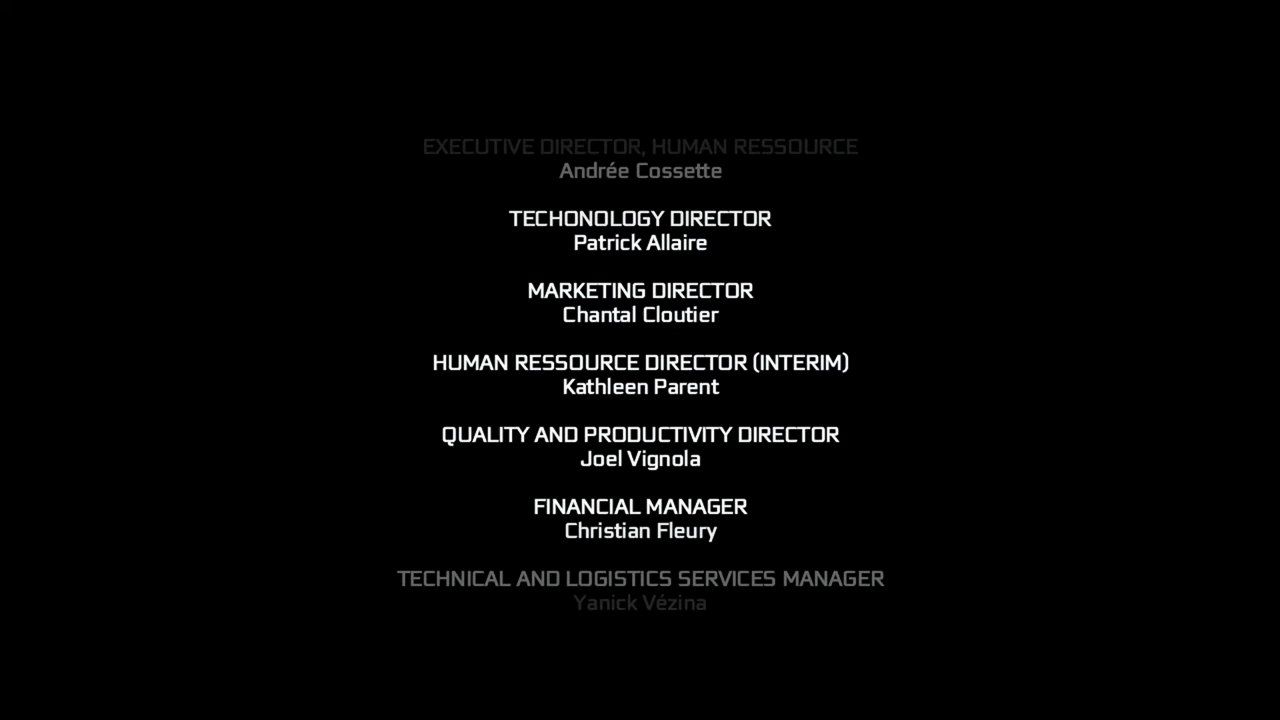 EXECUTIVE DIRECTOR, HUMAN RESSOURCE
Andrée Cossette
TECHONOLOGY DIRECTOR
Patrick Allaire
MARKETING DIRECTOR
Chantal Cloutier
HUMAN RESSOURCE DIRECTOR (INTERIM)
Kathleen Parent
QUALITY AND PRODUCTIVITY DIRECTOR
Joel Vignola
FINANCIAL MANAGER
Christian Fleury
TECHNICAL AND LOGISTICS SERVICES MANAGER
Yanick Vézina